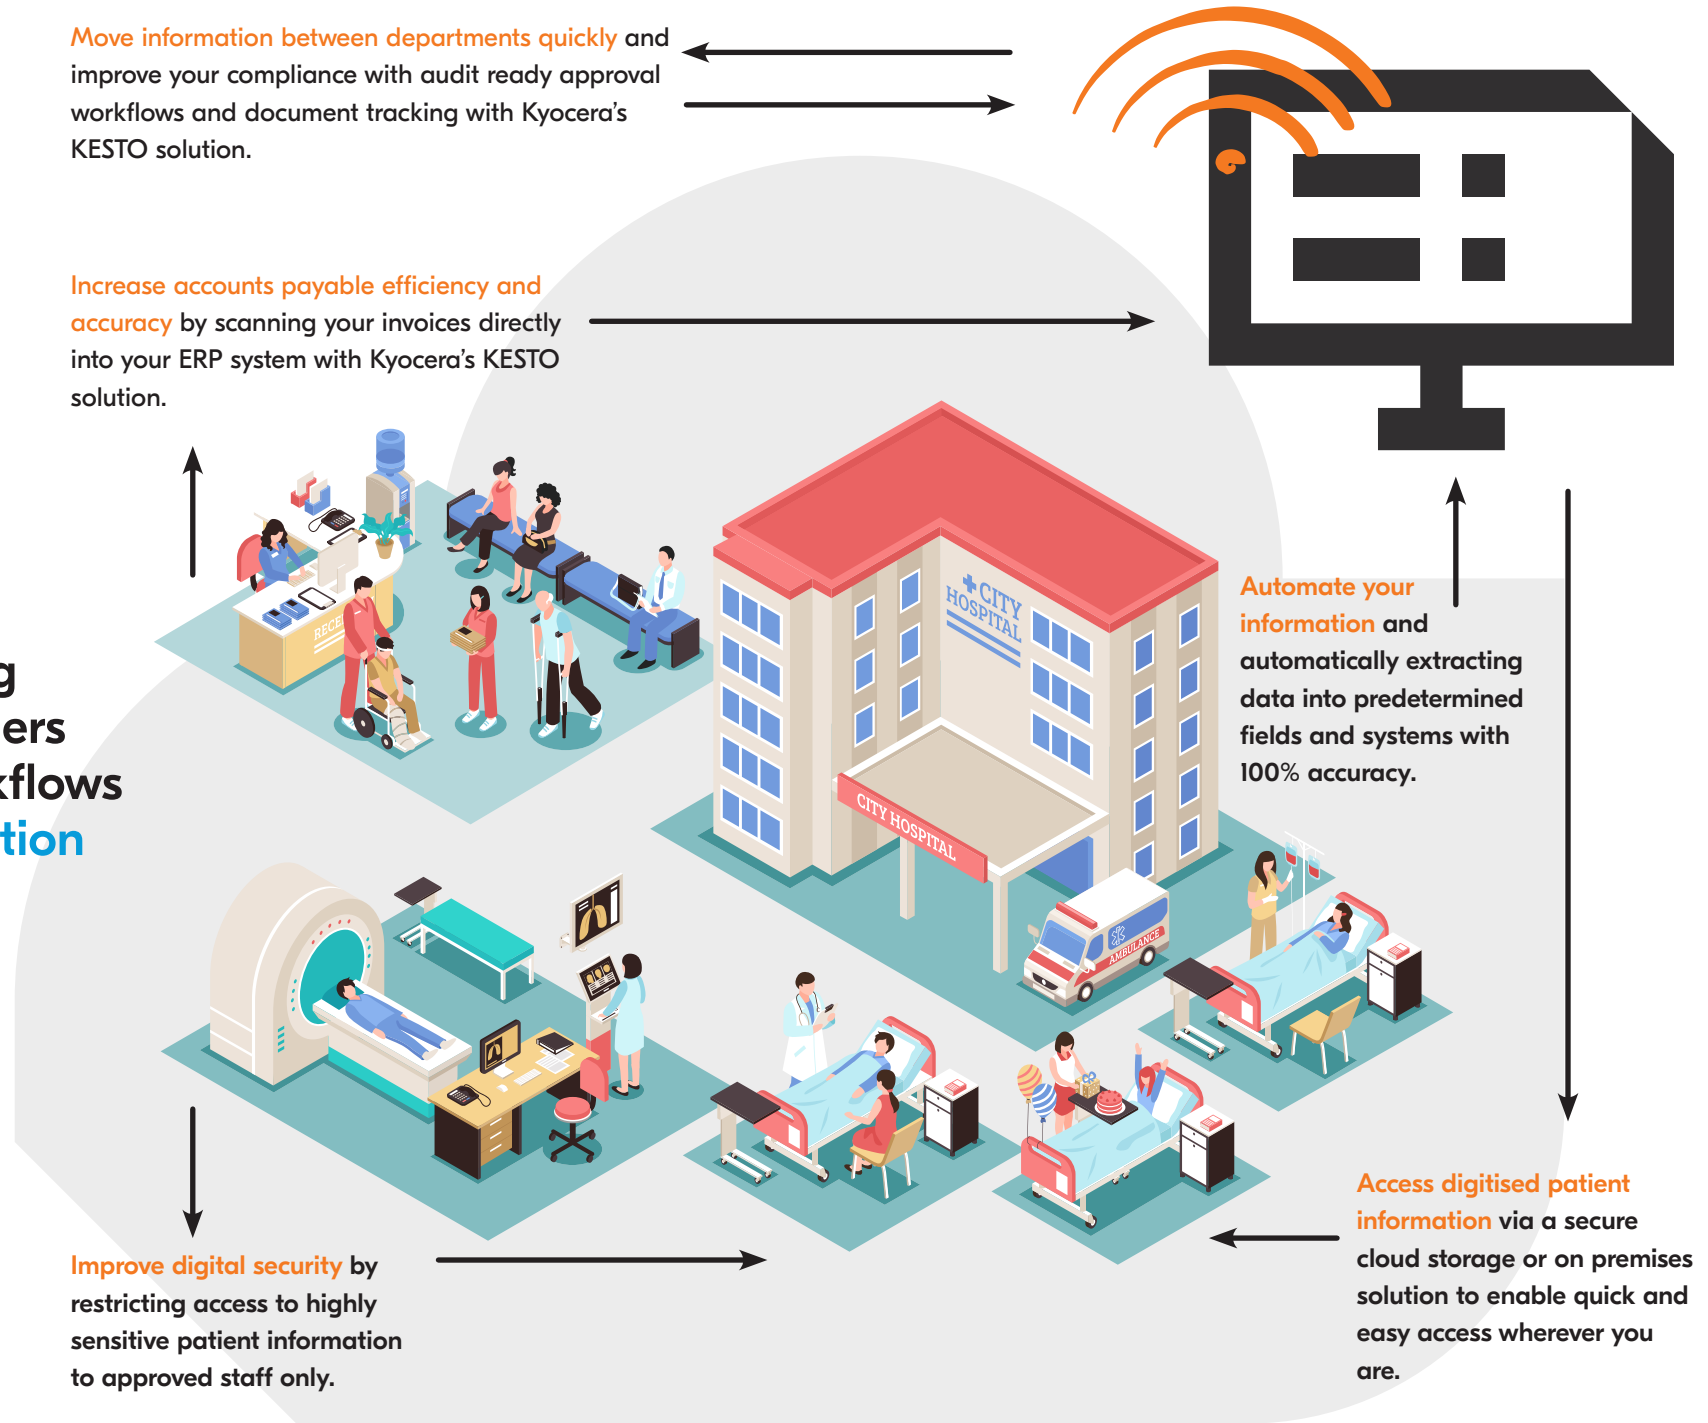 Move information between departments quickly and
improve your compliance with audit ready approval
workflows and document tracking with Kyocera's
KESTO solution.
Increase accounts payable efficiency and
accuracy by scanning your invoices directly
into your ERP system with Kyocera's KESTO
solution.
CITY
HOSPITAL
CITY HOSPITAL
AMBULANCE
Automate your
information and
automatically extracting
data into predetermined
fields and systems with
100% accuracy.
g
ers
kflows
tion
Improve digital security by
restricting access to highly
sensitive patient information
to approved staff only.
Access digitised patient
information via a secure
cloud storage or on premises
solution to enable quick and
easy access wherever you
are.